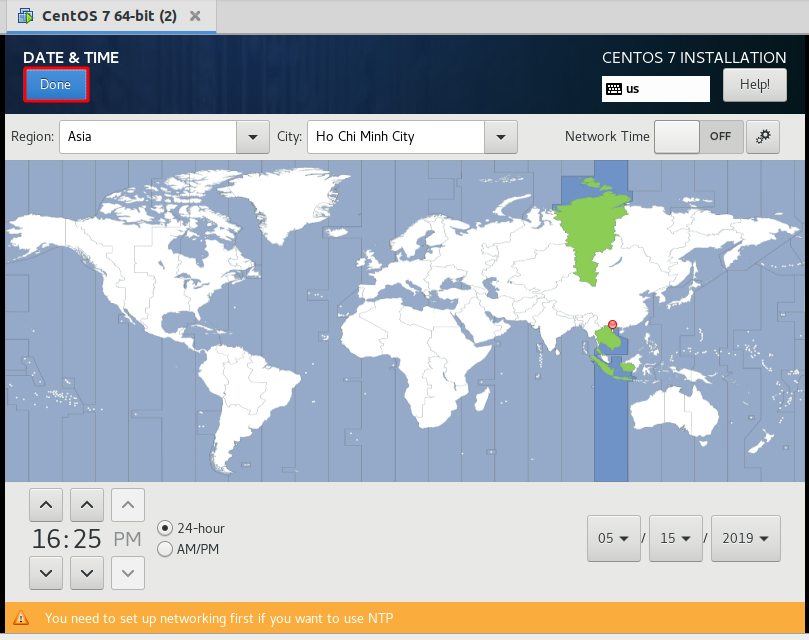 CentOS 7 64-bit (2)
DATE & TIME
CENTOS 7 INSTALLATION
Done
us
Help!
Region: Asia City: Ho Chi Minh City Network Time OFF
16:25 PM
24-hour
AM/PM
05 / 15 / 2019
You need to set up networking first if you want to use NTP